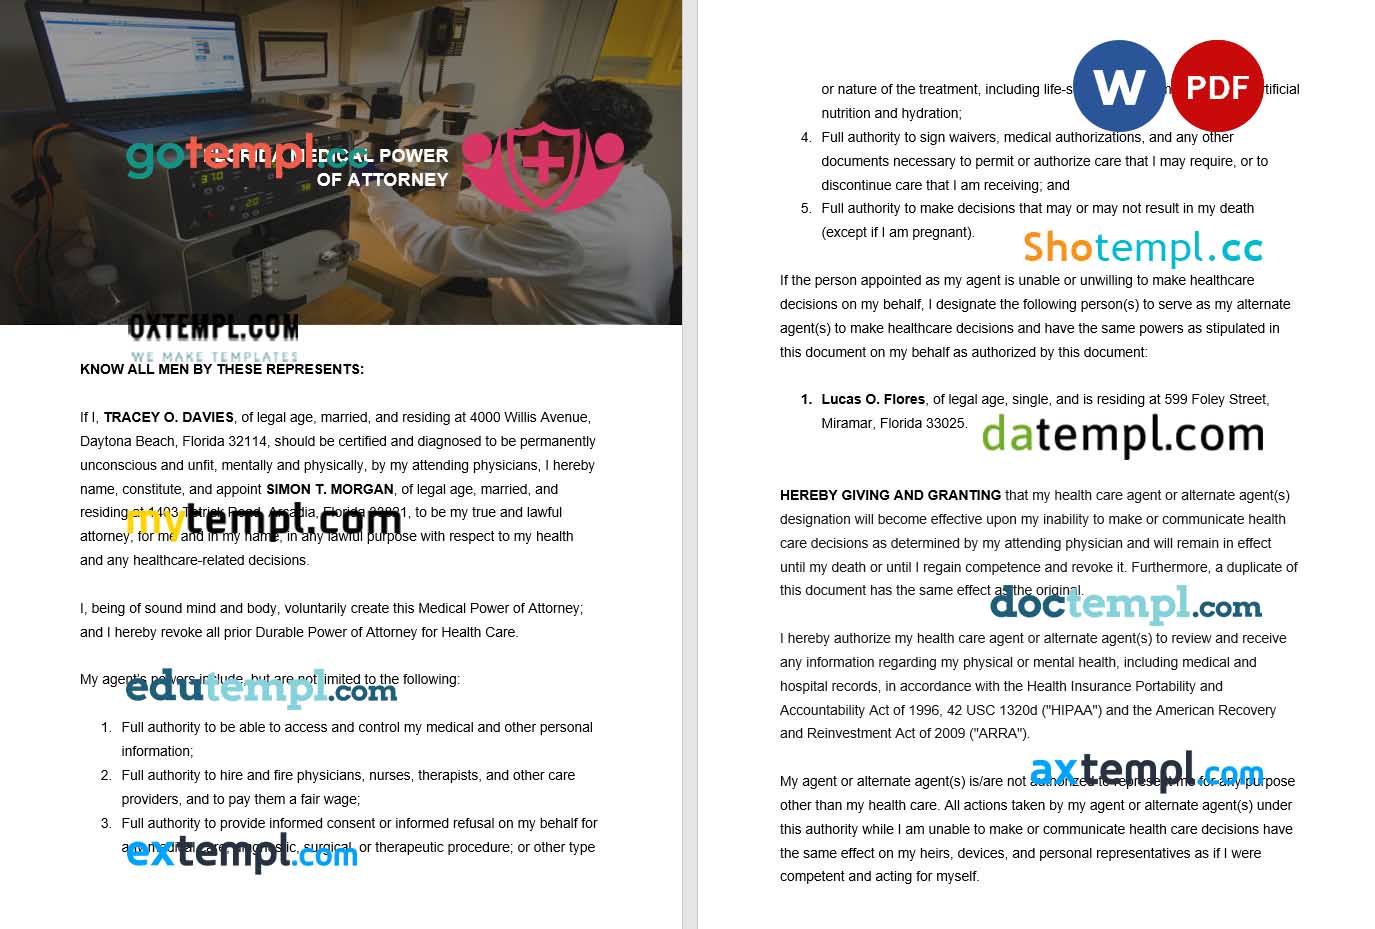 gotempl.cc
FLORIDA MEDICAL POWER
OF ATTORNEY
OXTEMPL.COM
WE MAKE TEMPLATES
KNOW ALL MEN BY THESE REPRESENTS:
If I, TRACEY O. DAVIES, of legal age, married, and residing at 4000 Willis Avenue,
Daytona Beach, Florida 32114, should be certified and diagnosed to be permanently
unconscious and unfit, mentally and physically, by my attending physicians, I hereby
name, constitute, and appoint SIMON T. MORGAN, of legal age, married, and
residing at Road, Arcadia, Florida to be my true and lawful
mytempl.com
attorney, for me and in my name, in any lawful purpose with respect to my health
and any healthcare-related decisions.
I, being of sound mind and body, voluntarily create this Medical Power of Attorney;
and I hereby revoke all prior Durable Power of Attorney for Health Care.
My agent's powers include, but are not limited to the following:
edutempl.com
1. Full authority to be able to access and control my medical and other personal
information;
2. Full authority to hire and fire physicians, nurses, therapists, and other care
providers, and to pay them a fair wage;
3. Full authority to provide informed consent or informed refusal on my behalf for
any medical care, diagnostic, surgical, or therapeutic procedure; or other type
extempl.com
W PDF
or nature of the treatment, including artificial
nutrition and hydration;
4. Full authority to sign waivers, medical authorizations, and any other
documents necessary to permit or authorize care that I may require, or to
discontinue care that I am receiving; and
5. Full authority to make decisions that may or may not result in my death
(except if I am pregnant).
Shotempl.cc
If the person appointed as my agent is unable or unwilling to make healthcare
decisions on my behalf, I designate the following person(s) to serve as my alternate
agent(s) to make healthcare decisions and have the same powers as stipulated in
this document on my behalf as authorized by this document:
1. Lucas O. Flores, of legal age, single, and is residing at 599 Foley Street,
Miramar, Florida 33025.
datempl.com
HEREBY GIVING AND GRANTING that my health care agent or alternate agent(s)
designation will become effective upon my inability to make or communicate health
care decisions as determined by my attending physician and will remain in effect
until my death or until I regain competence and revoke it. Furthermore, a duplicate of
this document has the same effect as the original.
doctempl.com
I hereby authorize my health care agent or alternate agent(s) to review and receive
any information regarding my physical or mental health, including medical and
hospital records, in accordance with the Health Insurance Portability and
Accountability Act of 1996, 42 USC 1320d ("HIPAA") and the American Recovery
and Reinvestment Act of 2009 ("ARRA").
axtempl.com
My agent or alternate agent(s) is/are not authorized to represent me for any purpose
other than my health care. All actions taken by my agent or alternate agent(s) under
this authority while I am unable to make or communicate health care decisions have
the same effect on my heirs, devices, and personal representatives as if I were
competent and acting for myself.